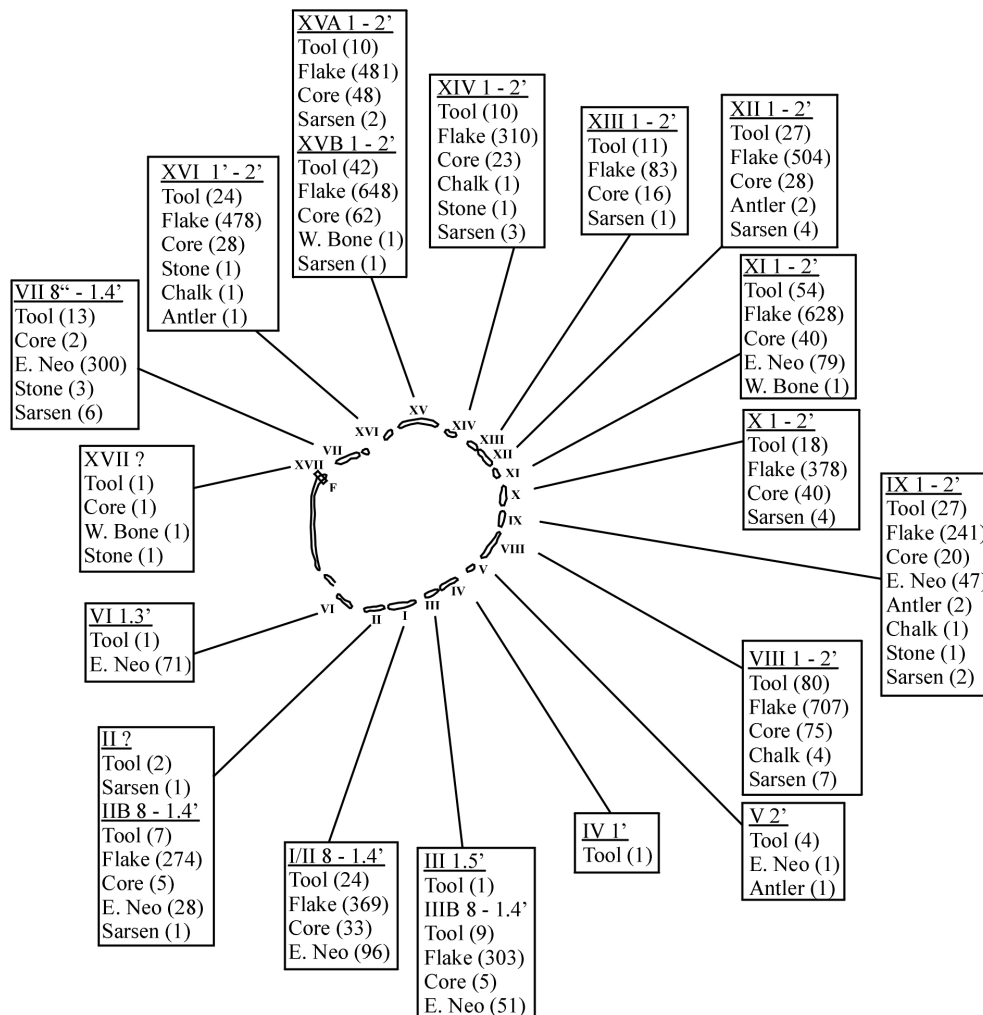 XVA 1 - 2’
Tool (10)
Flake (481)
Core (48)
Sarsen (2)
XVB 1 - 2’
Tool (42)
Flake (648)
Core (62)
W. Bone (1)
Sarsen (1)
XIV 1 - 2’
Tool (10)
Flake (310)
Core (23)
Chalk (1)
Stone (1)
Sarsen (3)
XIII 1 - 2’
Tool (11)
Flake (83)
Core (16)
Sarsen (1)
XII 1 - 2’
Tool (27)
Flake (504)
Core (28)
Antler (2)
Sarsen (4)
XVI 1’ - 2’
Tool (24)
Flake (478)
Core (28)
Stone (1)
Chalk (1)
Antler (1)
VII 8“ - 1.4’
Tool (13)
Core (2)
E. Neo (300)
Stone (3)
Sarsen (6)
XI 1 - 2’
Tool (54)
Flake (628)
Core (40)
E. Neo (79)
W. Bone (1)
X 1 - 2’
Tool (18)
Flake (378)
Core (40)
Sarsen (4)
XVII ?
Tool (1)
Core (1)
W. Bone (1)
Stone (1)
IX 1 - 2’
Tool (27)
Flake (241)
Core (20)
E. Neo (47)
Antler (2)
Chalk (1)
Stone (1)
Sarsen (2)
XV
XVI
XIV
VII
XIII
XII
XVII
XI
F
X
IX
VIII
V
IV
VI
III
II
I
VI 1.3’
Tool (1)
E. Neo (71)
VIII 1 - 2’
Tool (80)
Flake (707)
Core (75)
Chalk (4)
Sarsen (7)
II ?
Tool (2)
Sarsen (1)
IIB 8 - 1.4’
Tool (7)
Flake (274)
Core (5)
E. Neo (28)
Sarsen (1)
I/II 8 - 1.4’
Tool (24)
Flake (369)
Core (33)
E. Neo (96)
III 1.5’
Tool (1)
IIIB 8 - 1.4’
Tool (9)
Flake (303)
Core (5)
E. Neo (51)
IV 1’
Tool (1)
V 2’
Tool (4)
E. Neo (1)
Antler (1)